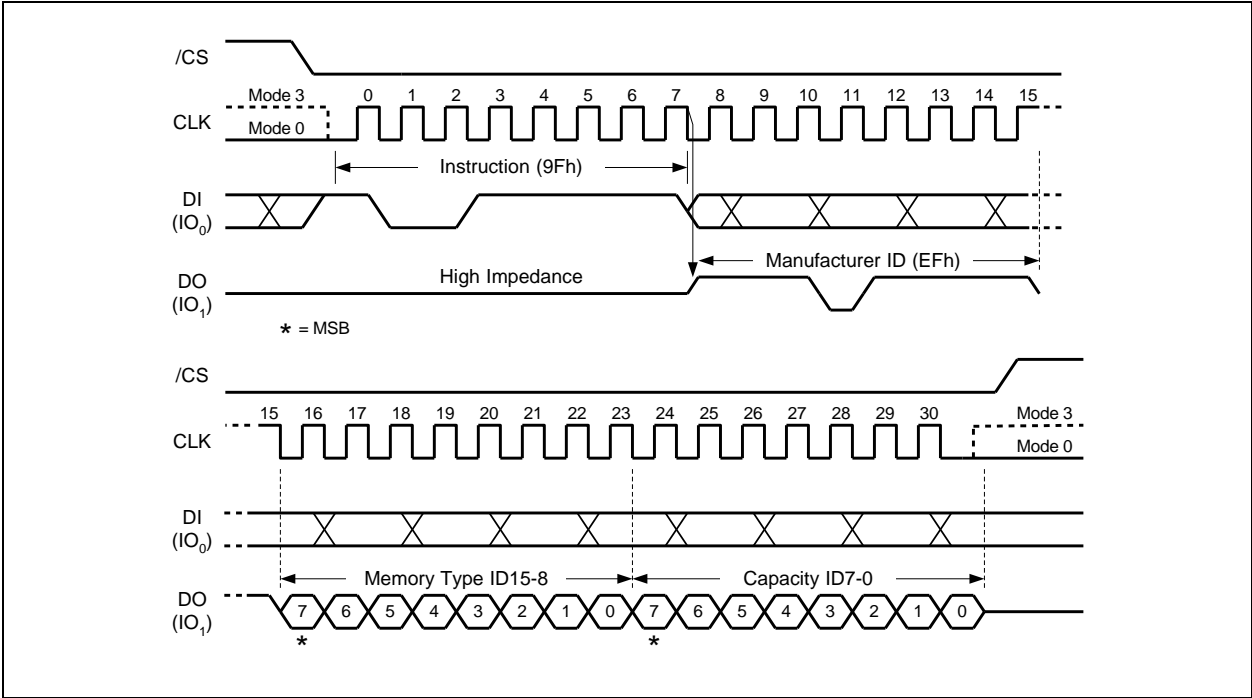 /CS
Mode 3 0 1 2 3 4 5 6 7 8 9 10 11 12 13 14 15
CLK
Mode 0
Instruction (9Fh)
DI
(IO0)
Manufacturer ID (EFh)
High Impedance
DO
(IO1)
* = MSB
/CS
15 16 17 18 19 20 21 22 23 24 25 26 27 28 29 30 Mode 3
CLK
Mode 0
DI
(IO0)
Memory Type ID15-8 Capacity ID7-0
DO
(IO1)
7 6 5 4 3 2 1 0 7 6 5 4 3 2 1 0
* *